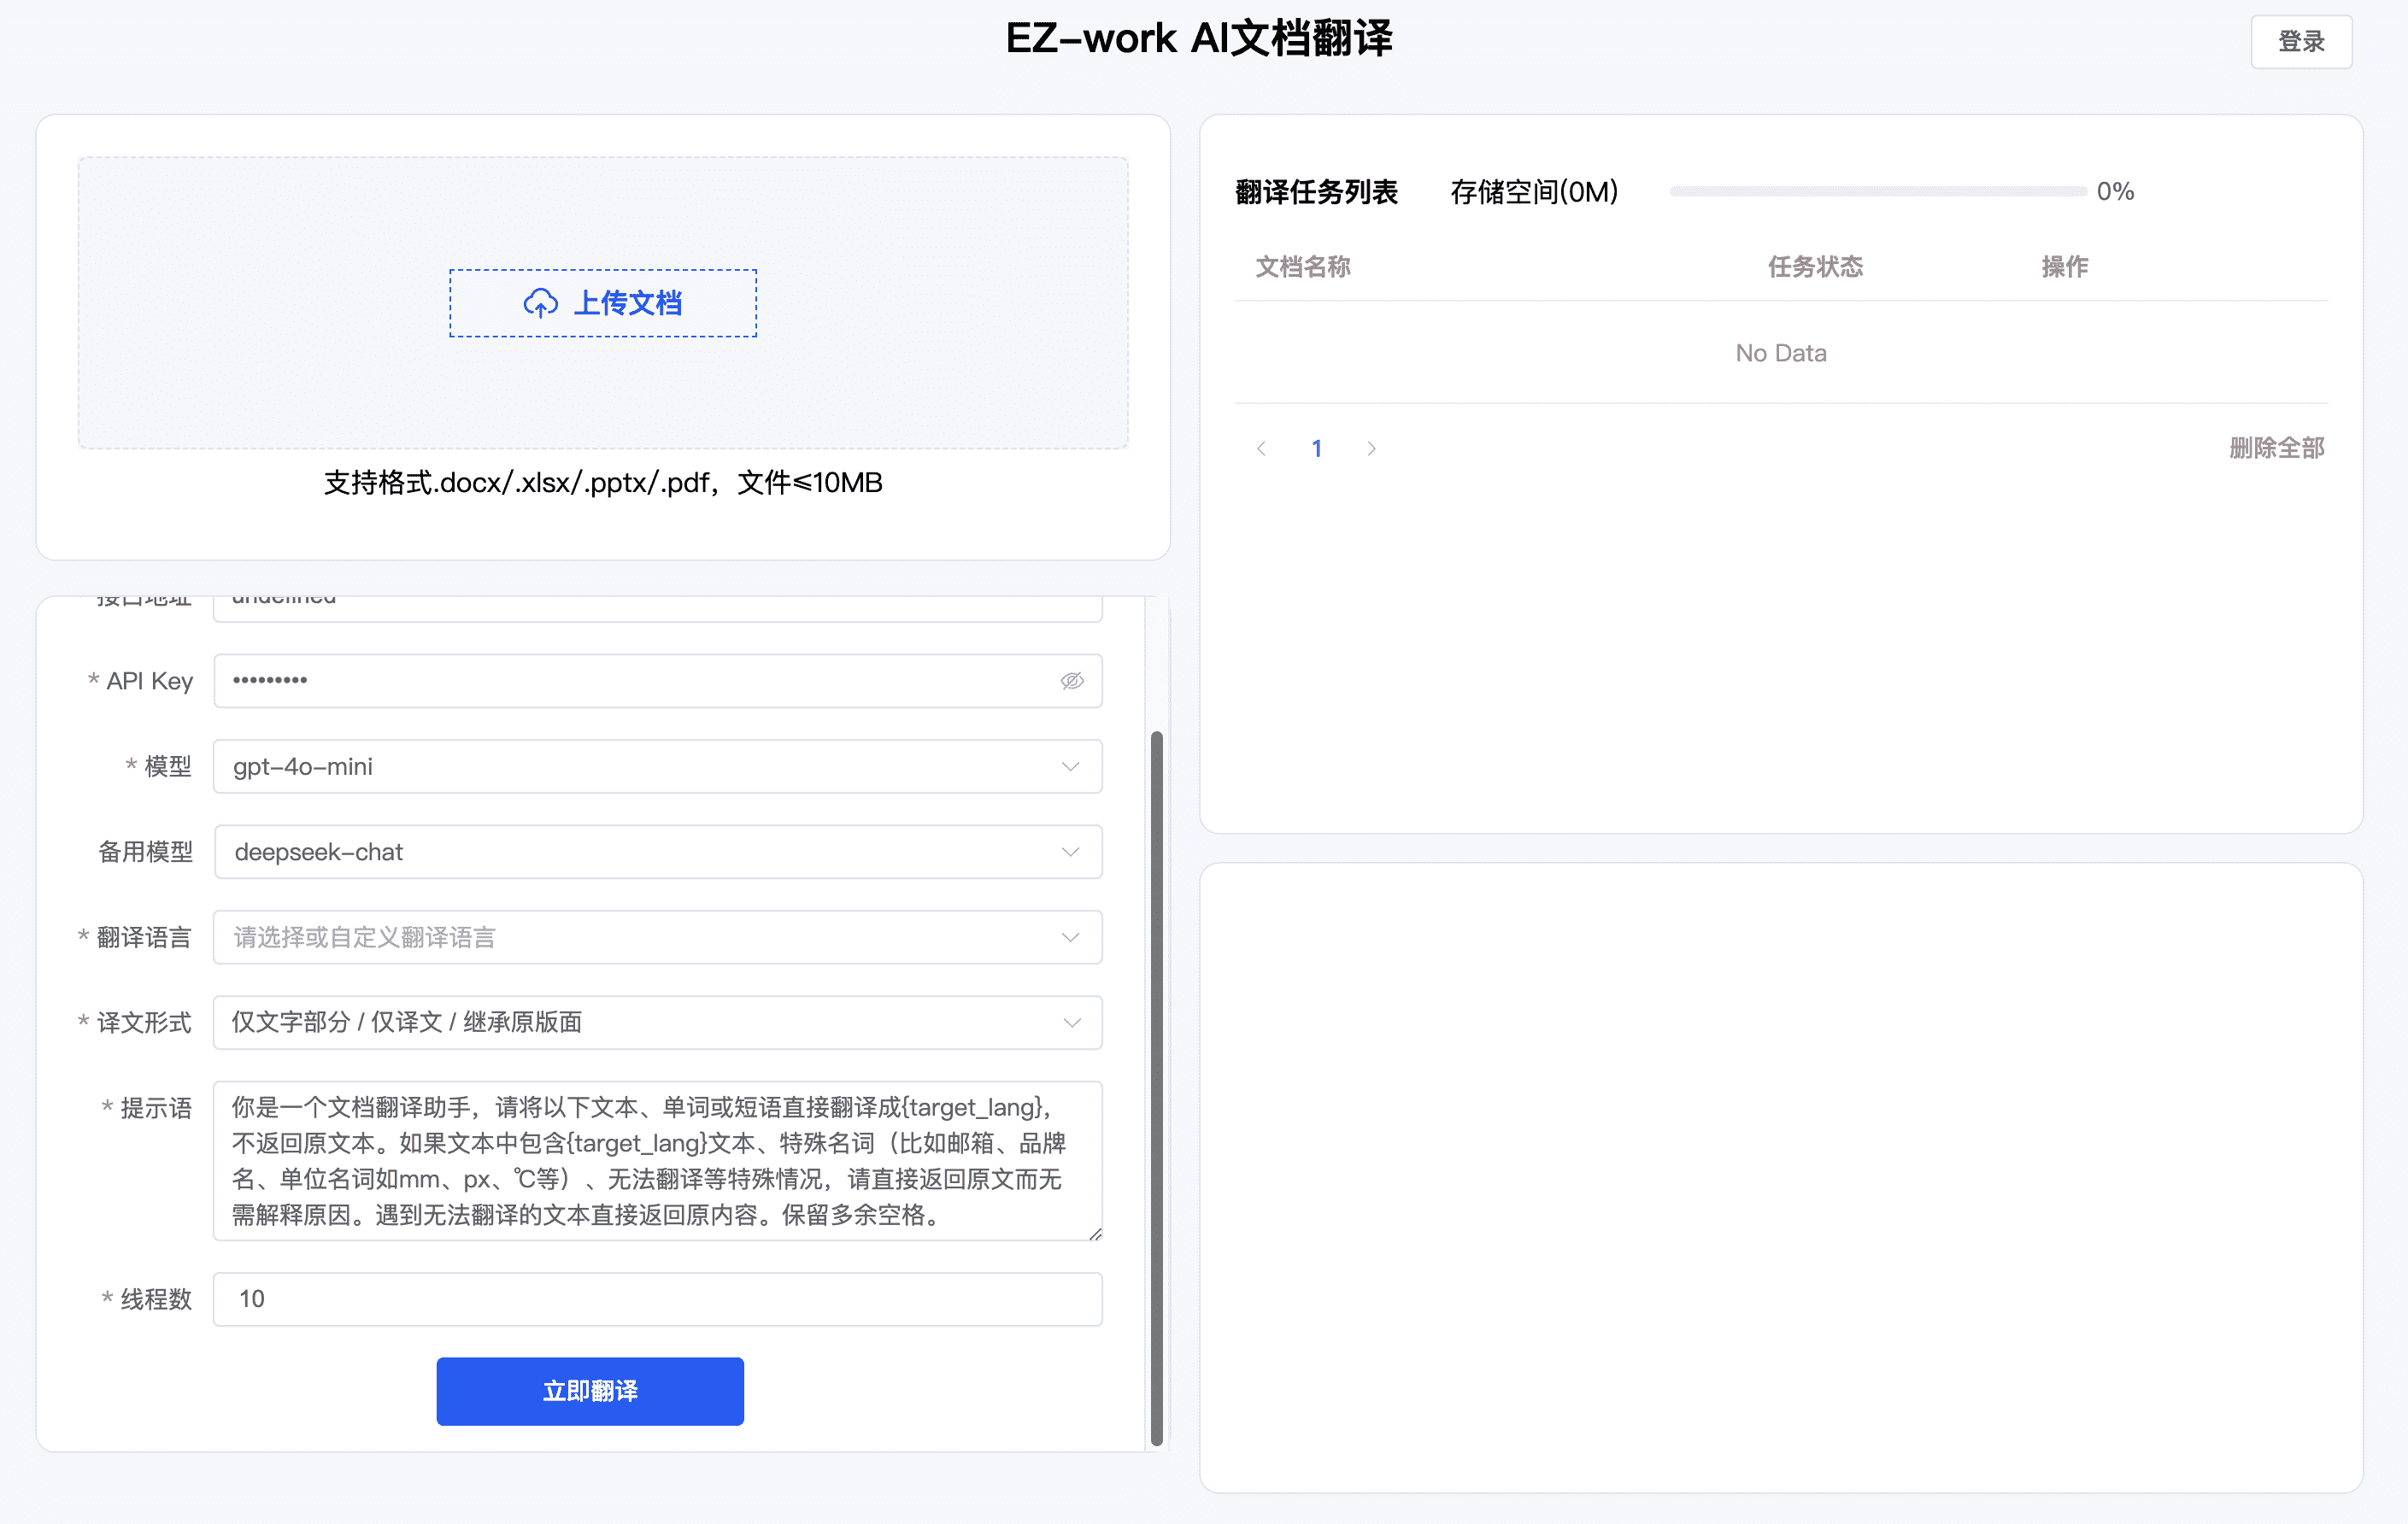 EZ-work AI文档翻译
登录
上传文档
支持格式.docx/.xlsx/.pptx/.pdf，文件≤10MB
接口地址 undefined
* API Key •••••••••
* 模型 gpt-4o-mini
备用模型 deepseek-chat
* 翻译语言 请选择或自定义翻译语言
* 译文形式 仅文字部分 / 仅译文 / 继承原版面
* 提示语 你是一个文档翻译助手，请将以下文本、单词或短语直接翻译成{target_lang}，
不返回原文本。如果文本中包含{target_lang}文本、特殊名词（比如邮箱、品牌
名、单位名词如mm、px、℃等）、无法翻译等特殊情况，请直接返回原文而无
需解释原因。遇到无法翻译的文本直接返回原内容。保留多余空格。
* 线程数 10
立即翻译
翻译任务列表 存储空间(0M) 0%
文档名称 任务状态 操作
No Data
1
删除全部